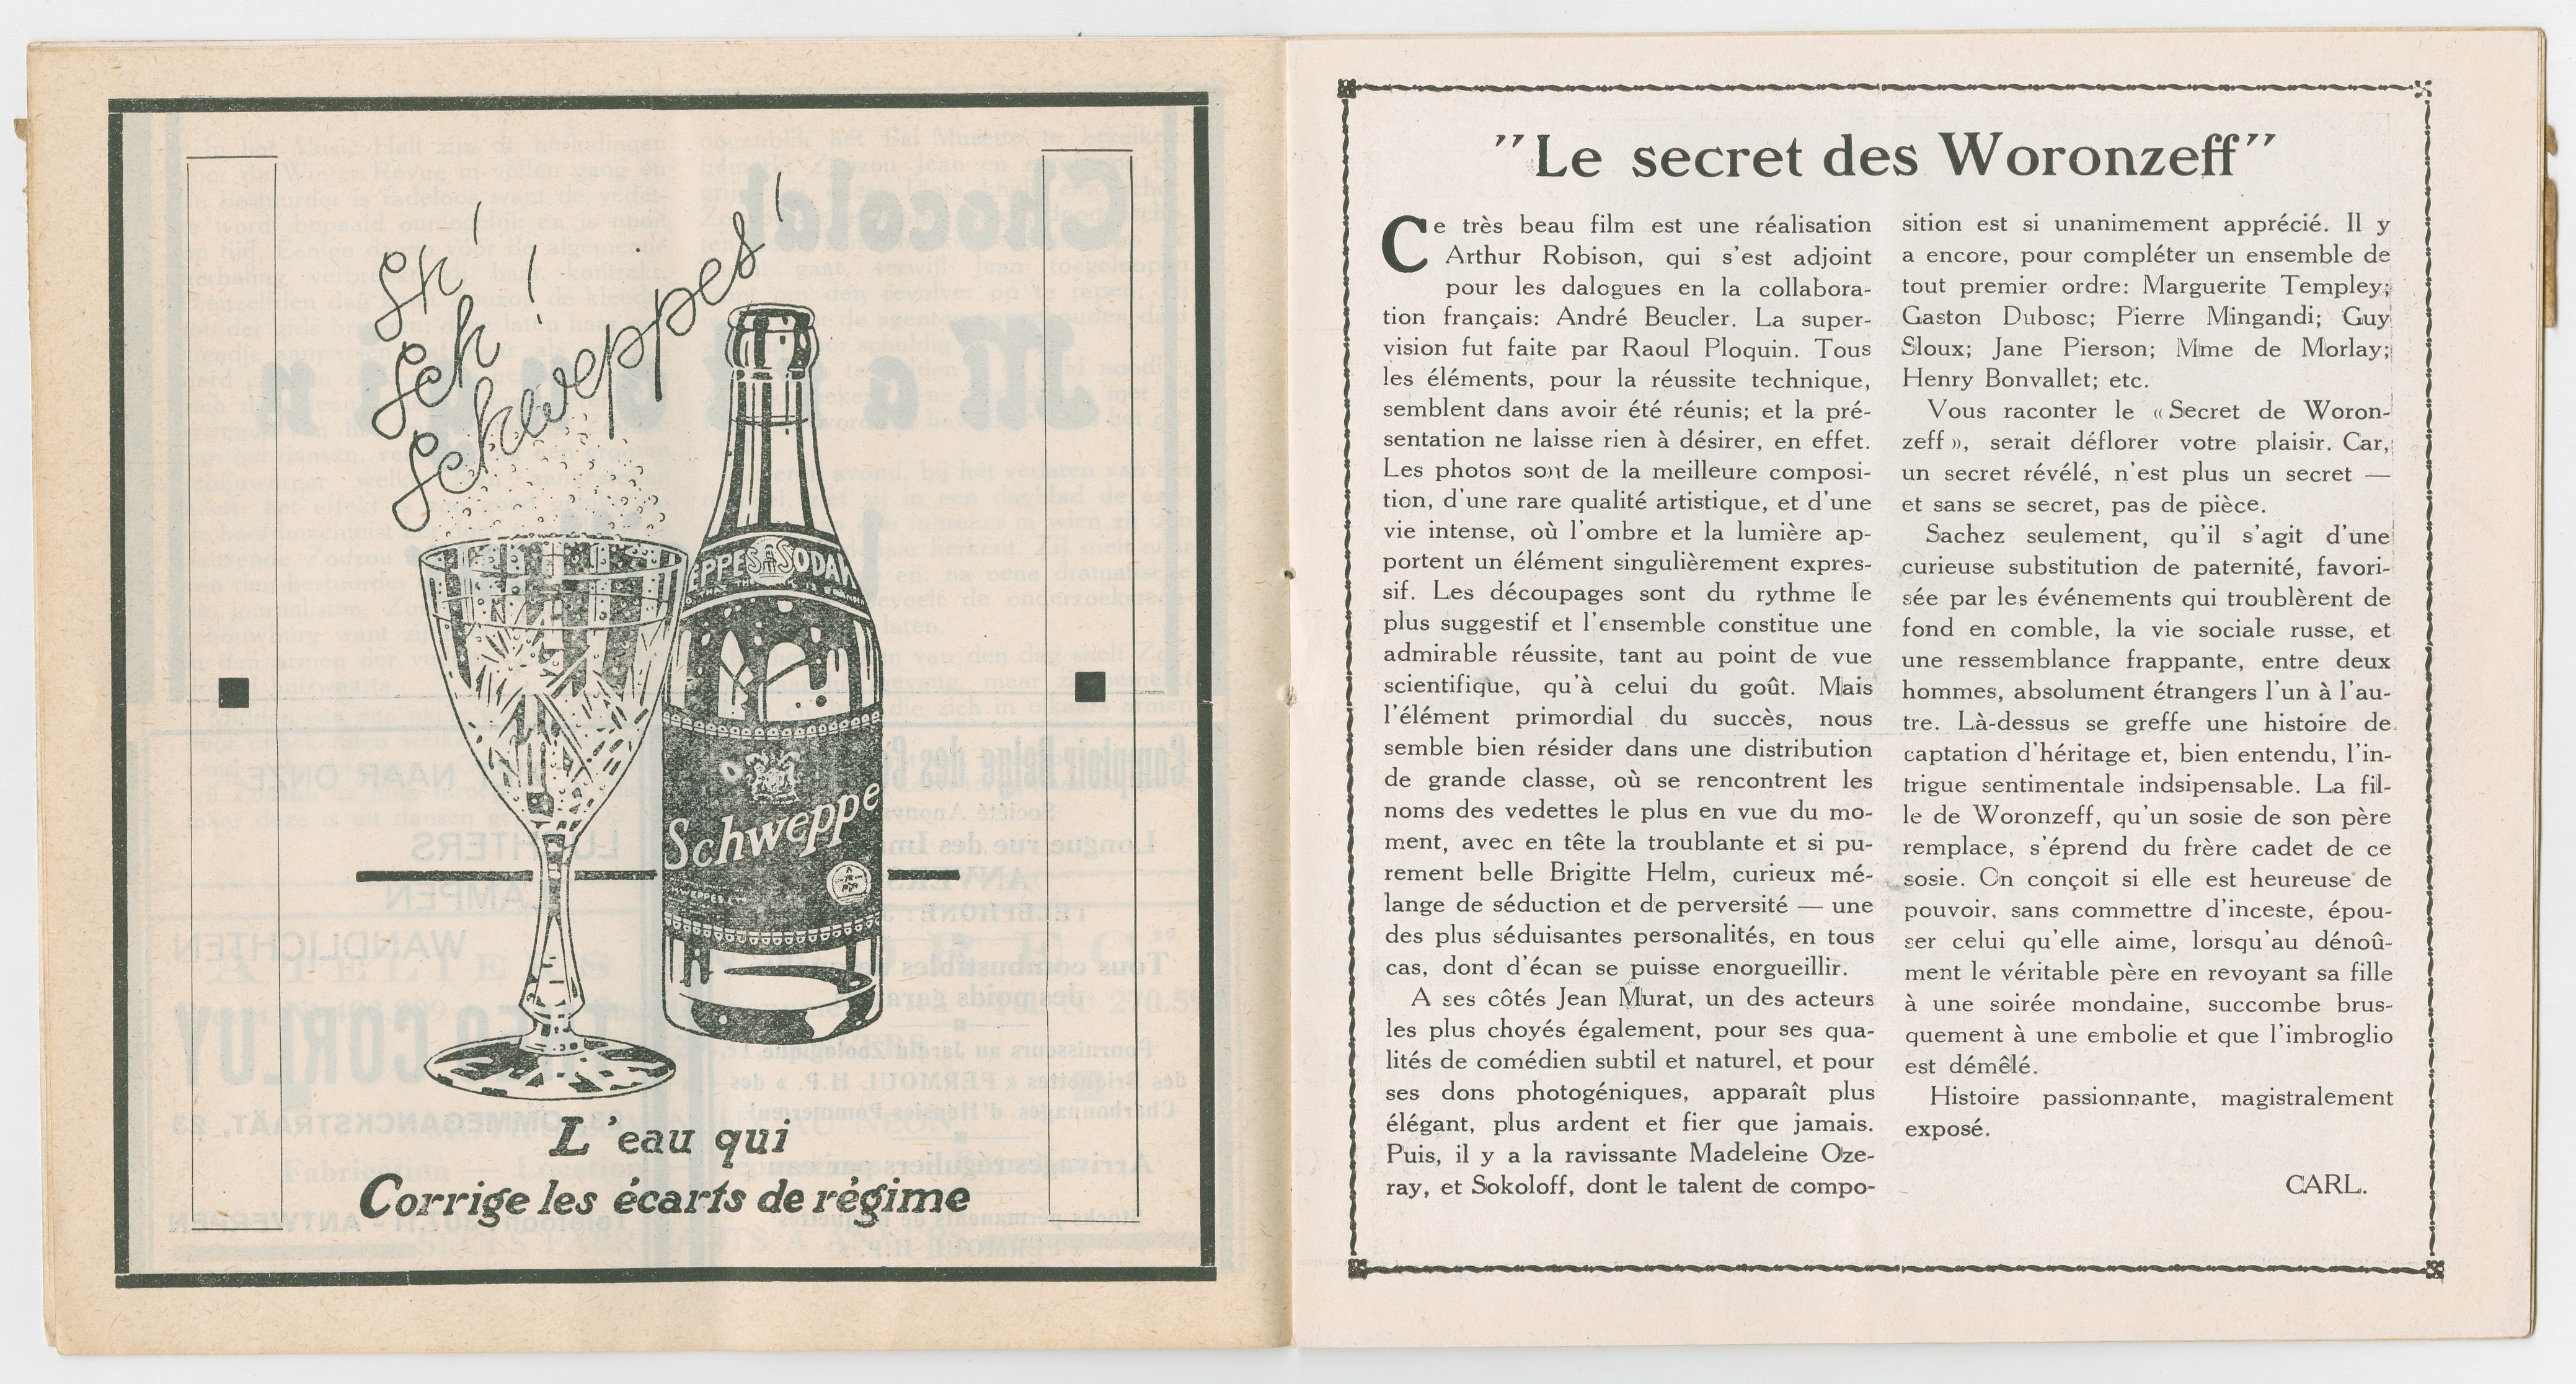 Sh !
Sch !
Schweppes !
EPPES SODAW
Schweppe
L'eau qui
Corrige les écarts de régime
"Le secret des Woronzeff"
Ce très beau film est une réalisation
Arthur Robison, qui s'est adjoint
pour les dalogues en la collabora-
tion français: André Beucler. La super-
vision fut faite par Raoul Ploquin. Tous
les éléments, pour la réussite technique,
semblent dans avoir été réunis; et la pré-
sentation ne laisse rien à désirer, en effet.
Les photos sont de la meilleure composi-
tion, d'une rare qualité artistique, et d'une
vie intense, où l'ombre et la lumière ap-
portent un élément singulièrement expres-
sif. Les découpages sont du rythme le
plus suggestif et l'ensemble constitue une
admirable réussite, tant au point de vue
scientifique, qu'à celui du goût. Mais
l'élément primordial du succès, nous
semble bien résider dans une distribution
de grande classe, où se rencontrent les
noms des vedettes le plus en vue du mo-
ment, avec en tête la troublante et si pu-
rement belle Brigitte Helm, curieux mé-
lange de séduction et de perversité — une
des plus séduisantes personalités, en tous
cas, dont d'écan se puisse enorgueillir.
A ses côtés Jean Murat, un des acteurs
les plus choyés également, pour ses qua-
lités de comédien subtil et naturel, et pour
ses dons photogéniques, apparaît plus
élégant, plus ardent et fier que jamais.
Puis, il y a la ravissante Madeleine Oze-
ray, et Sokoloff, dont le talent de compo-
sition est si unanimement apprécié. Il y
a encore, pour compléter un ensemble de
tout premier ordre: Marguerite Templey;
Gaston Dubosc; Pierre Mingandi; Guy
Sloux; Jane Pierson; Mme de Morlay;
Henry Bonvallet; etc.
Vous raconter le «Secret de Woron-
zeff», serait déflorer votre plaisir. Car,
un secret révélé, n'est plus un secret —
et sans se secret, pas de pièce.
Sachez seulement, qu'il s'agit d'une
curieuse substitution de paternité, favori-
sée par les événements qui troublèrent de
fond en comble, la vie sociale russe, et
une ressemblance frappante, entre deux
hommes, absolument étrangers l'un à l'au-
tre. Là-dessus se greffe une histoire de
captation d'héritage et, bien entendu, l'in-
trigue sentimentale indsipensable. La fil-
le de Woronzeff, qu'un sosie de son père
remplace, s'éprend du frère cadet de ce
sosie. On conçoit si elle est heureuse de
pouvoir, sans commettre d'inceste, épou-
ser celui qu'elle aime, lorsqu'au dénoû-
ment le véritable père en revoyant sa fille
à une soirée mondaine, succombe brus-
quement à une embolie et que l'imbroglio
est démêlé.
Histoire passionnante, magistralement
exposé.
CARL.